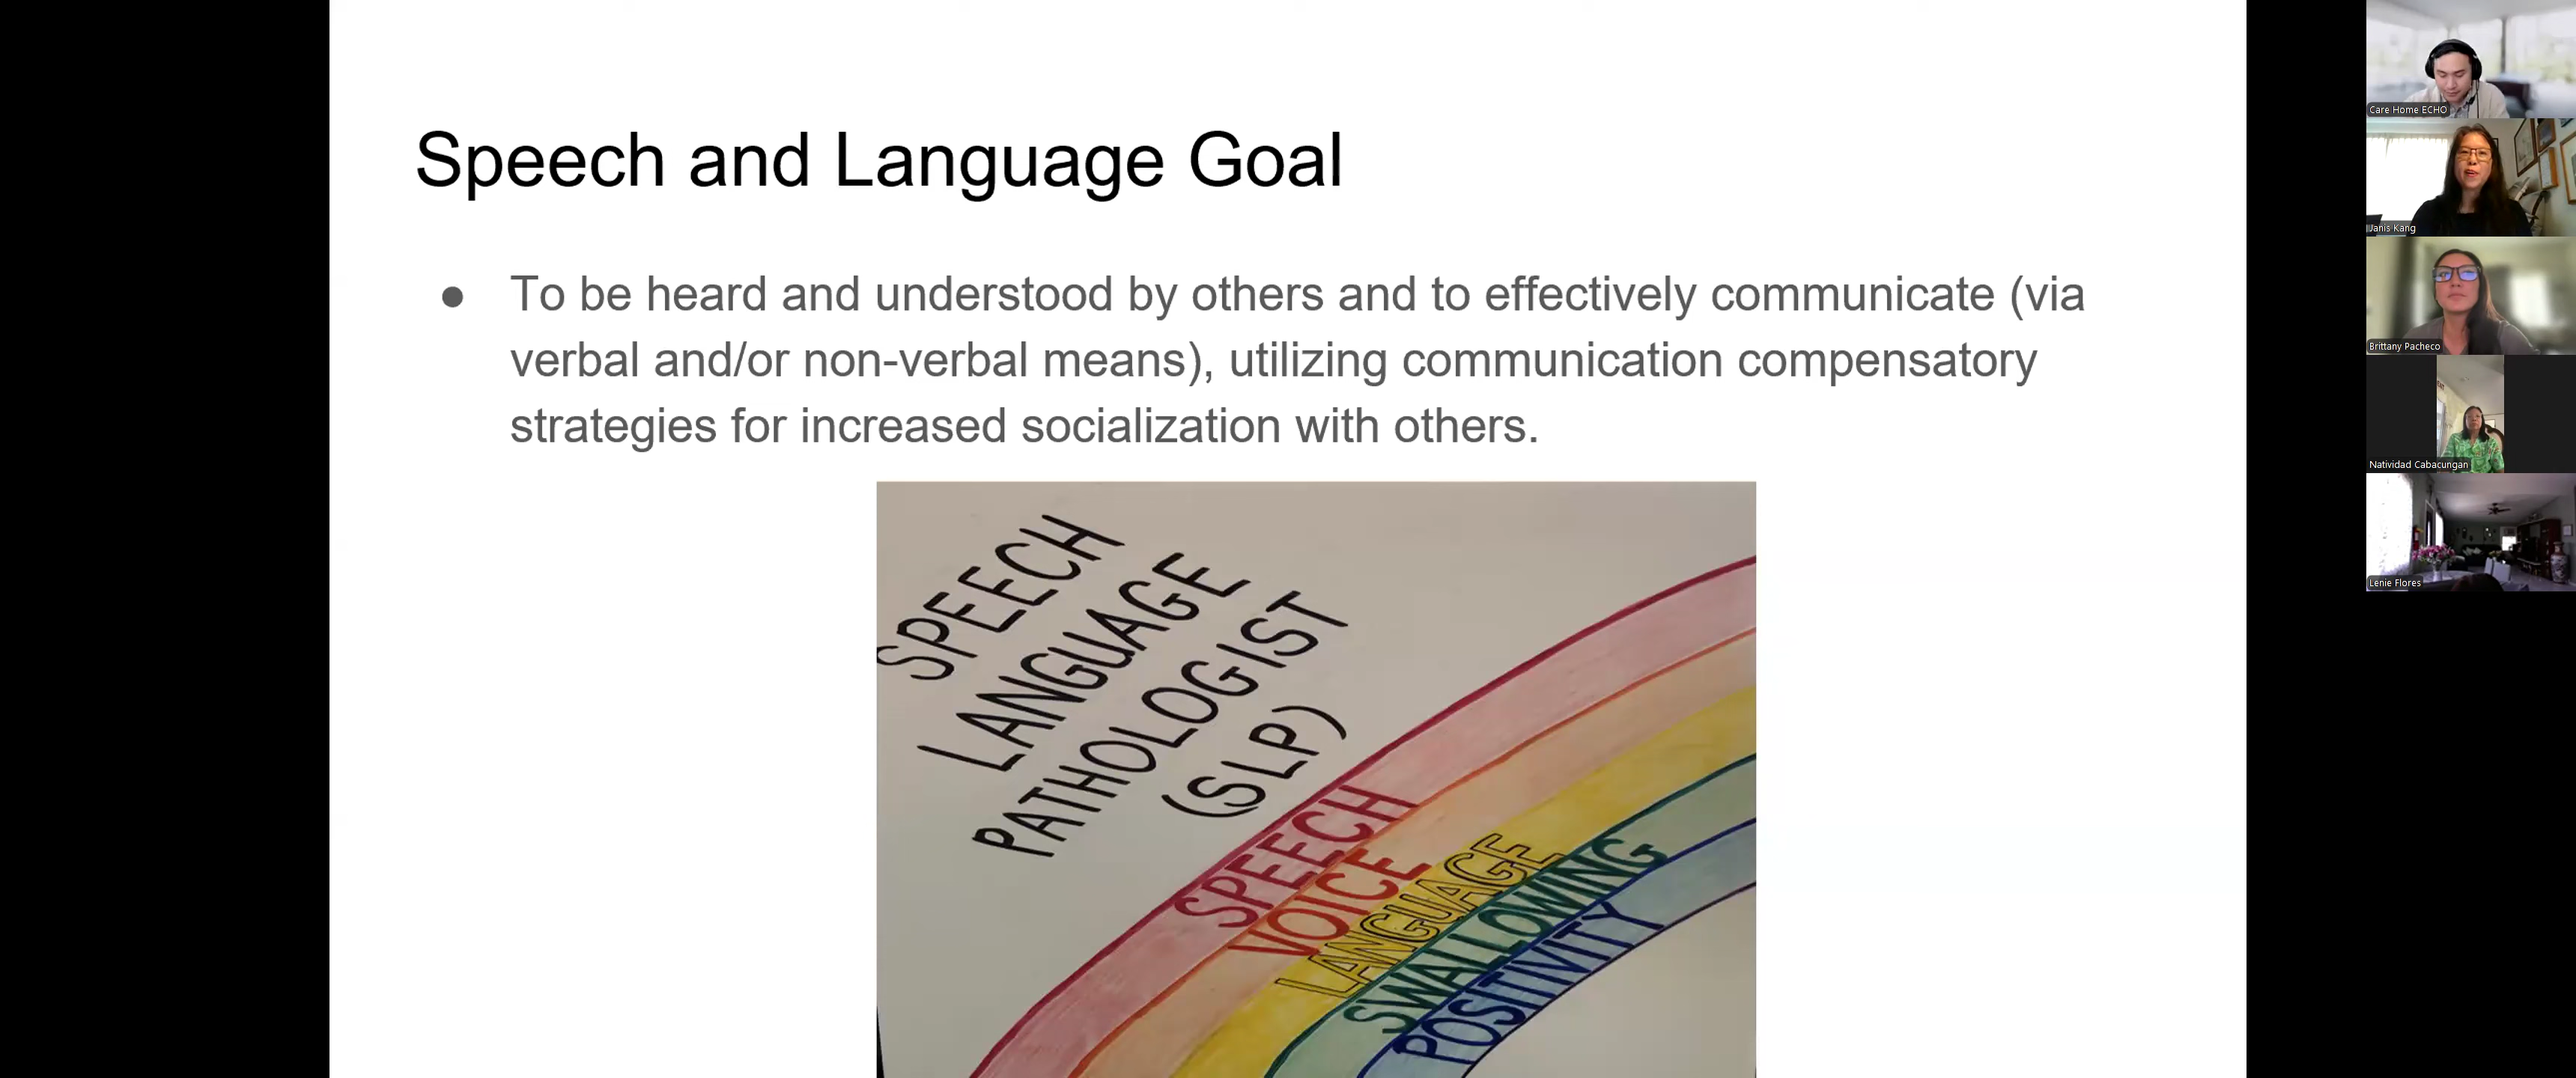 Speech and Language Goal
● To be heard and understood by others and to effectively communicate (via
verbal and/or non-verbal means), utilizing communication compensatory
strategies for increased socialization with others.
SPEECH
LANGUAGE
PATHOLOGIST
(SLP)
SPEECH
VOICE
LANGUAGE
SWALLOWING
POSITIVITY
Care Home ECHO
Janis Kang
Brittany Pacheco
Natividad Cabacungan
Lenie Flores